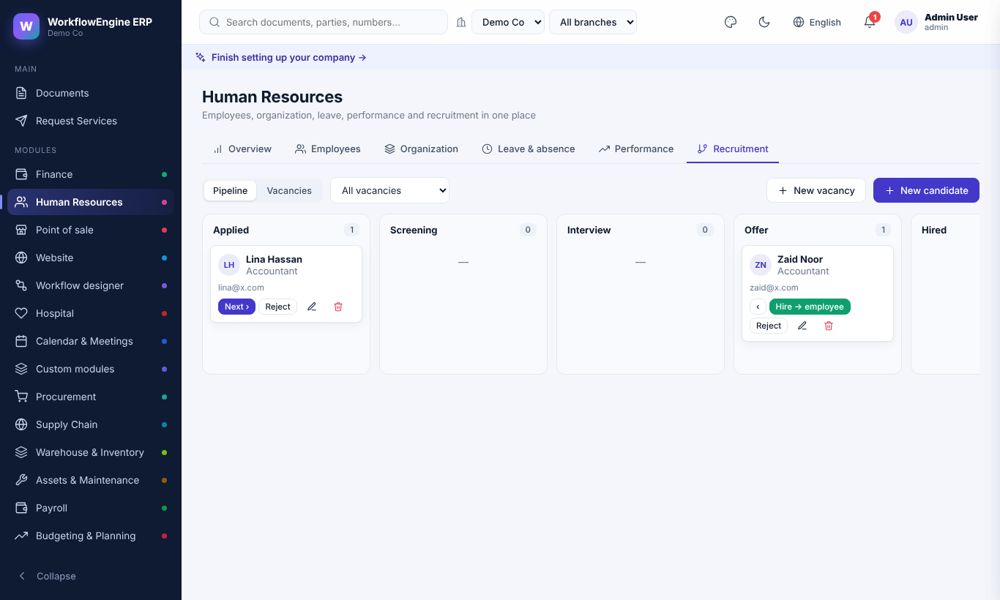 W
WorkflowEngine ERP
Demo Co
Search documents, parties, numbers...
Demo Co
All branches
English
1
AU
Admin User
admin
Finish setting up your company →
MAIN
Documents
Request Services
MODULES
Finance
Human Resources
Point of sale
Website
Workflow designer
Hospital
Calendar & Meetings
Custom modules
Procurement
Supply Chain
Warehouse & Inventory
Assets & Maintenance
Payroll
Budgeting & Planning
Collapse
Human Resources
Employees, organization, leave, performance and recruitment in one place
Overview
Employees
Organization
Leave & absence
Performance
Recruitment
Pipeline
Vacancies
All vacancies
+ New vacancy
+ New candidate
Applied
1
LH
Lina Hassan
Accountant
lina@x.com
Next ›
Reject
Screening
0
—
Interview
0
—
Offer
1
ZN
Zaid Noor
Accountant
zaid@x.com
‹
Hire → employee
Reject
Hired